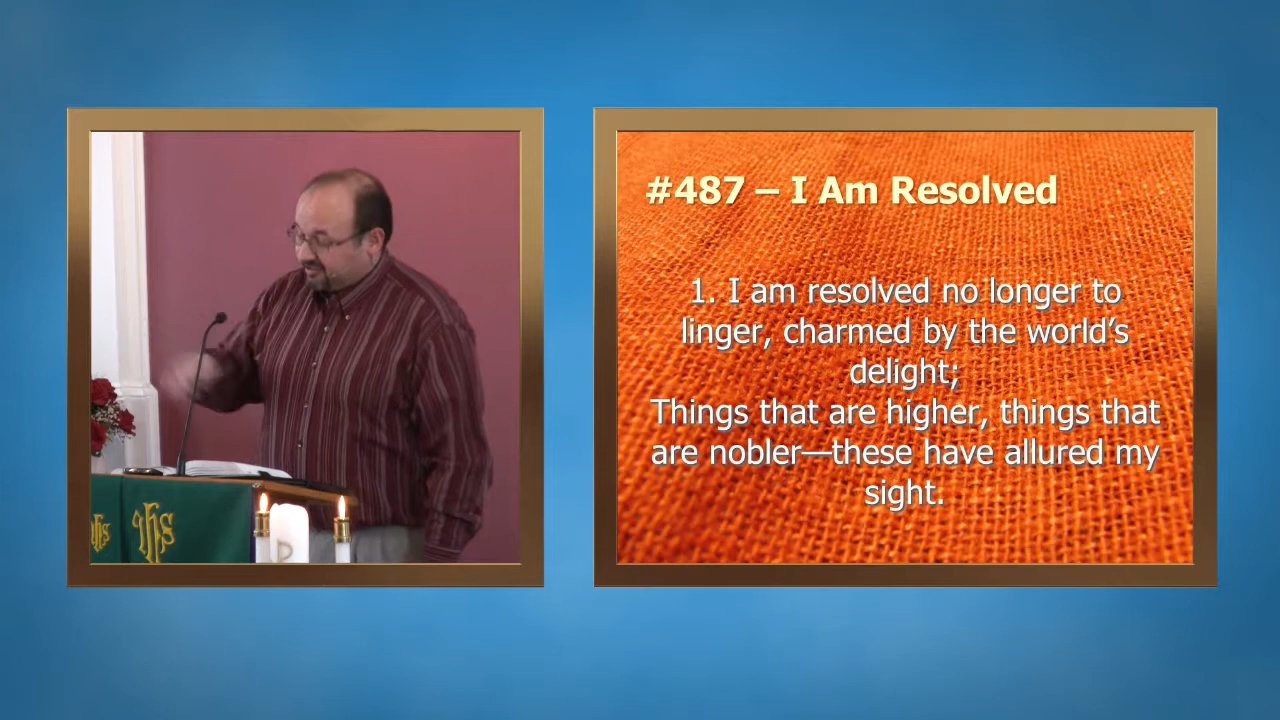 #487 – I Am Resolved
1. I am resolved no longer to
linger, charmed by the world’s
delight;
Things that are higher, things that
are nobler—these have allured my
sight.
IHS
IHS